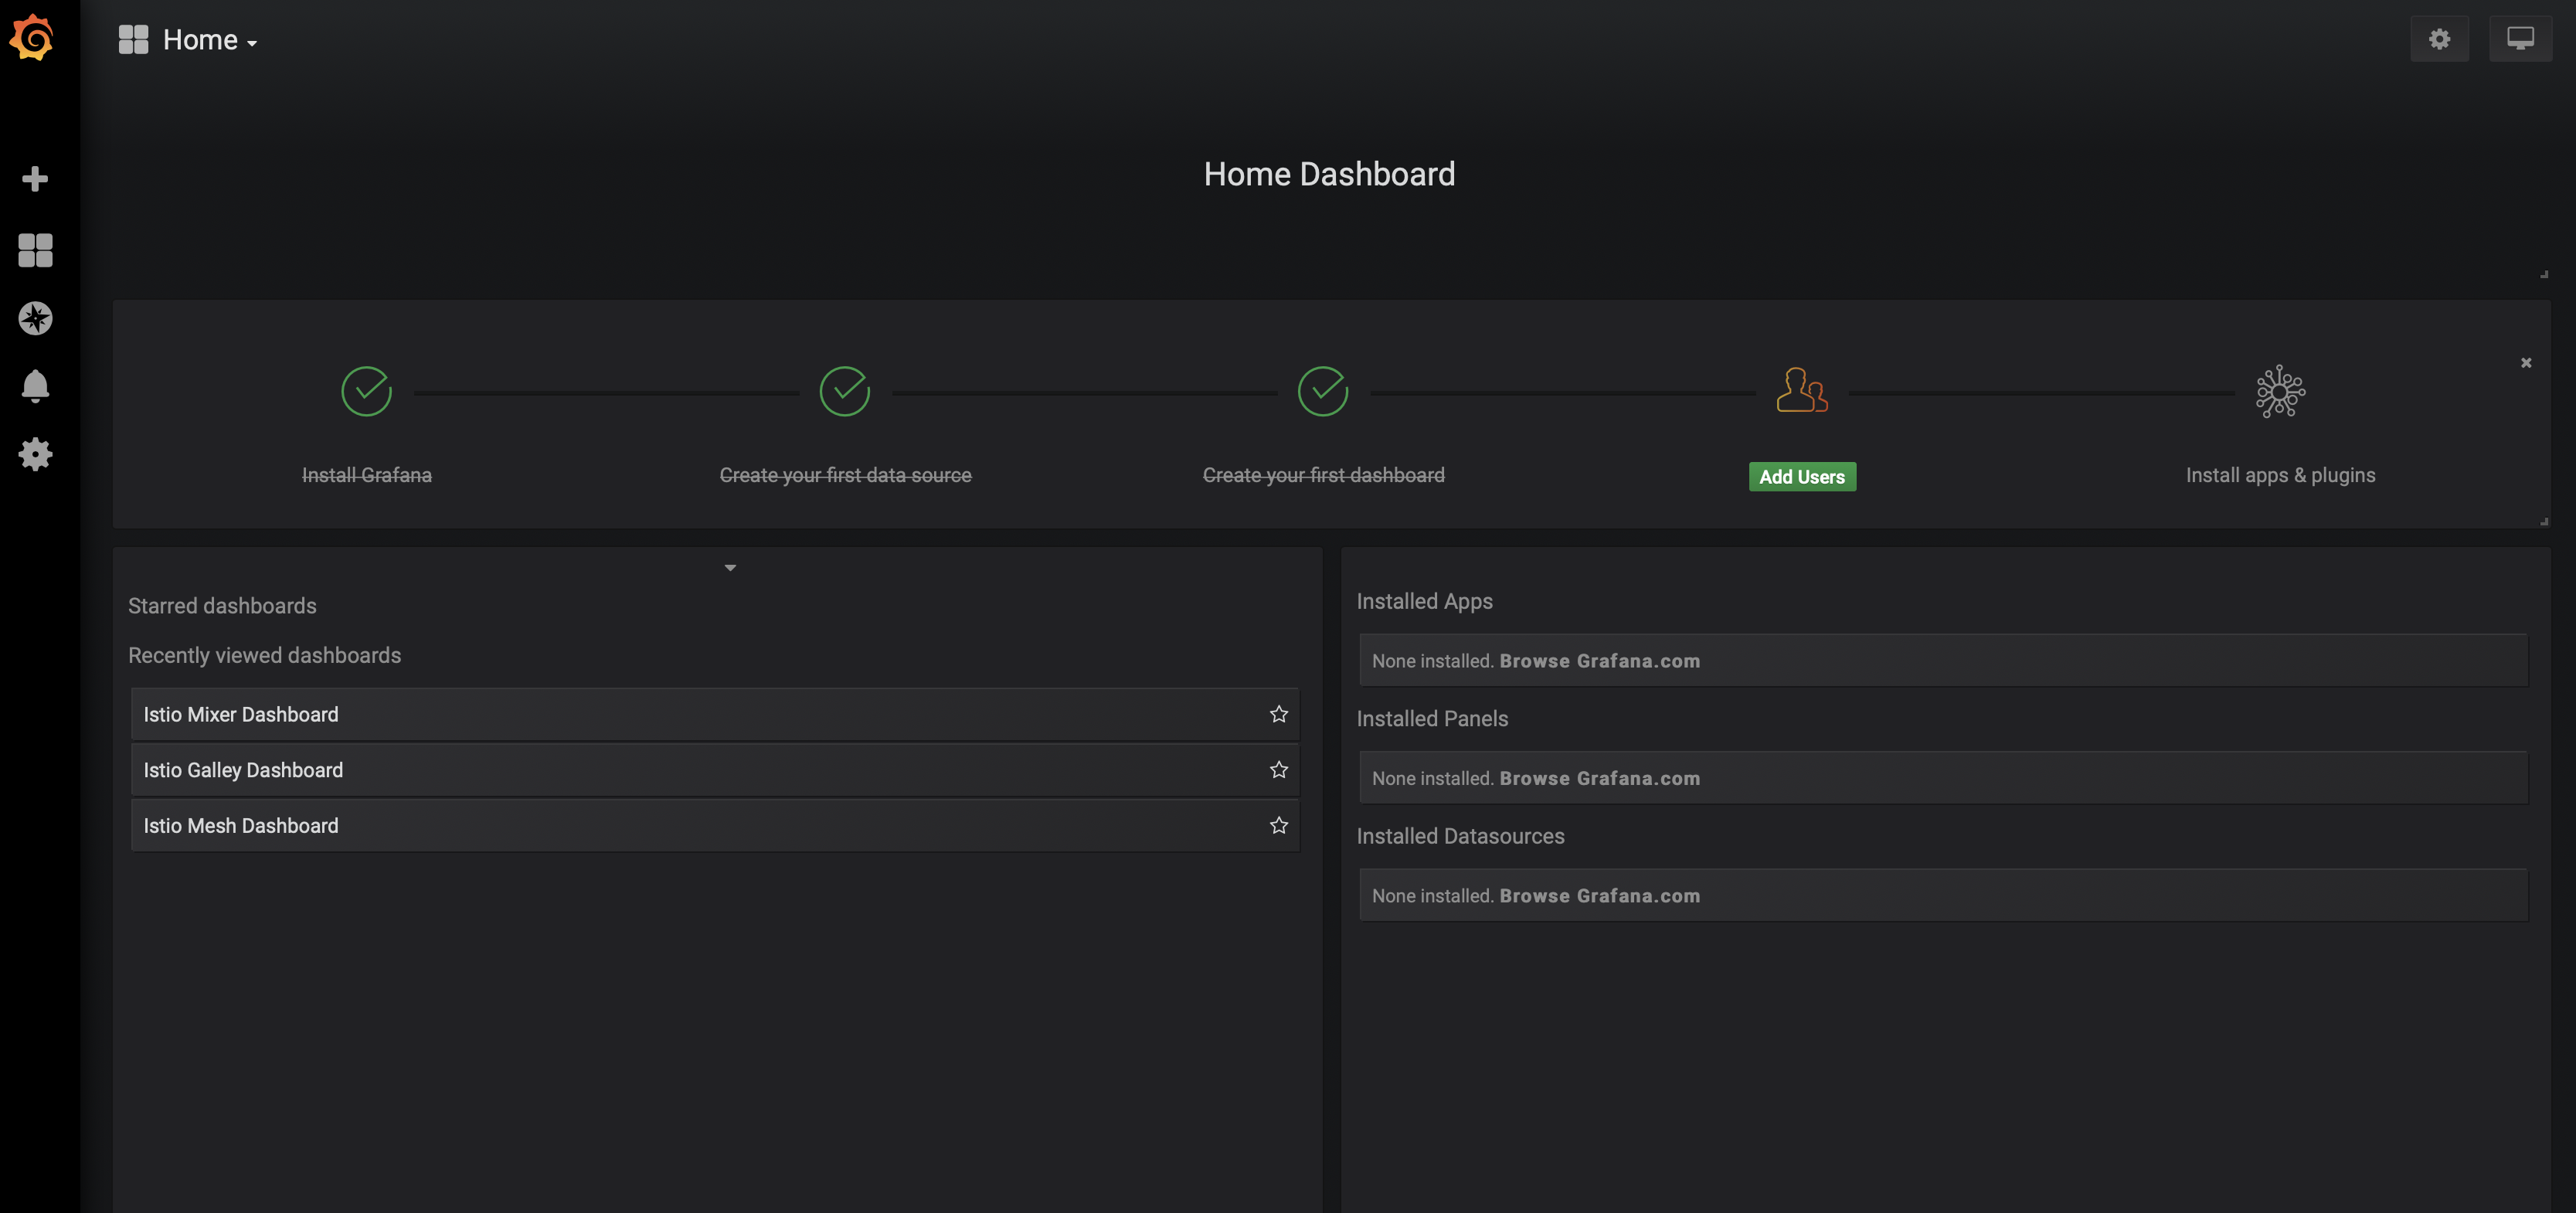 Home
Home Dashboard
Install Grafana
Create your first data source
Create your first dashboard
Add Users
Install apps & plugins
Starred dashboards
Recently viewed dashboards
Istio Mixer Dashboard
Istio Galley Dashboard
Istio Mesh Dashboard
Installed Apps
None installed. Browse Grafana.com
Installed Panels
None installed. Browse Grafana.com
Installed Datasources
None installed. Browse Grafana.com